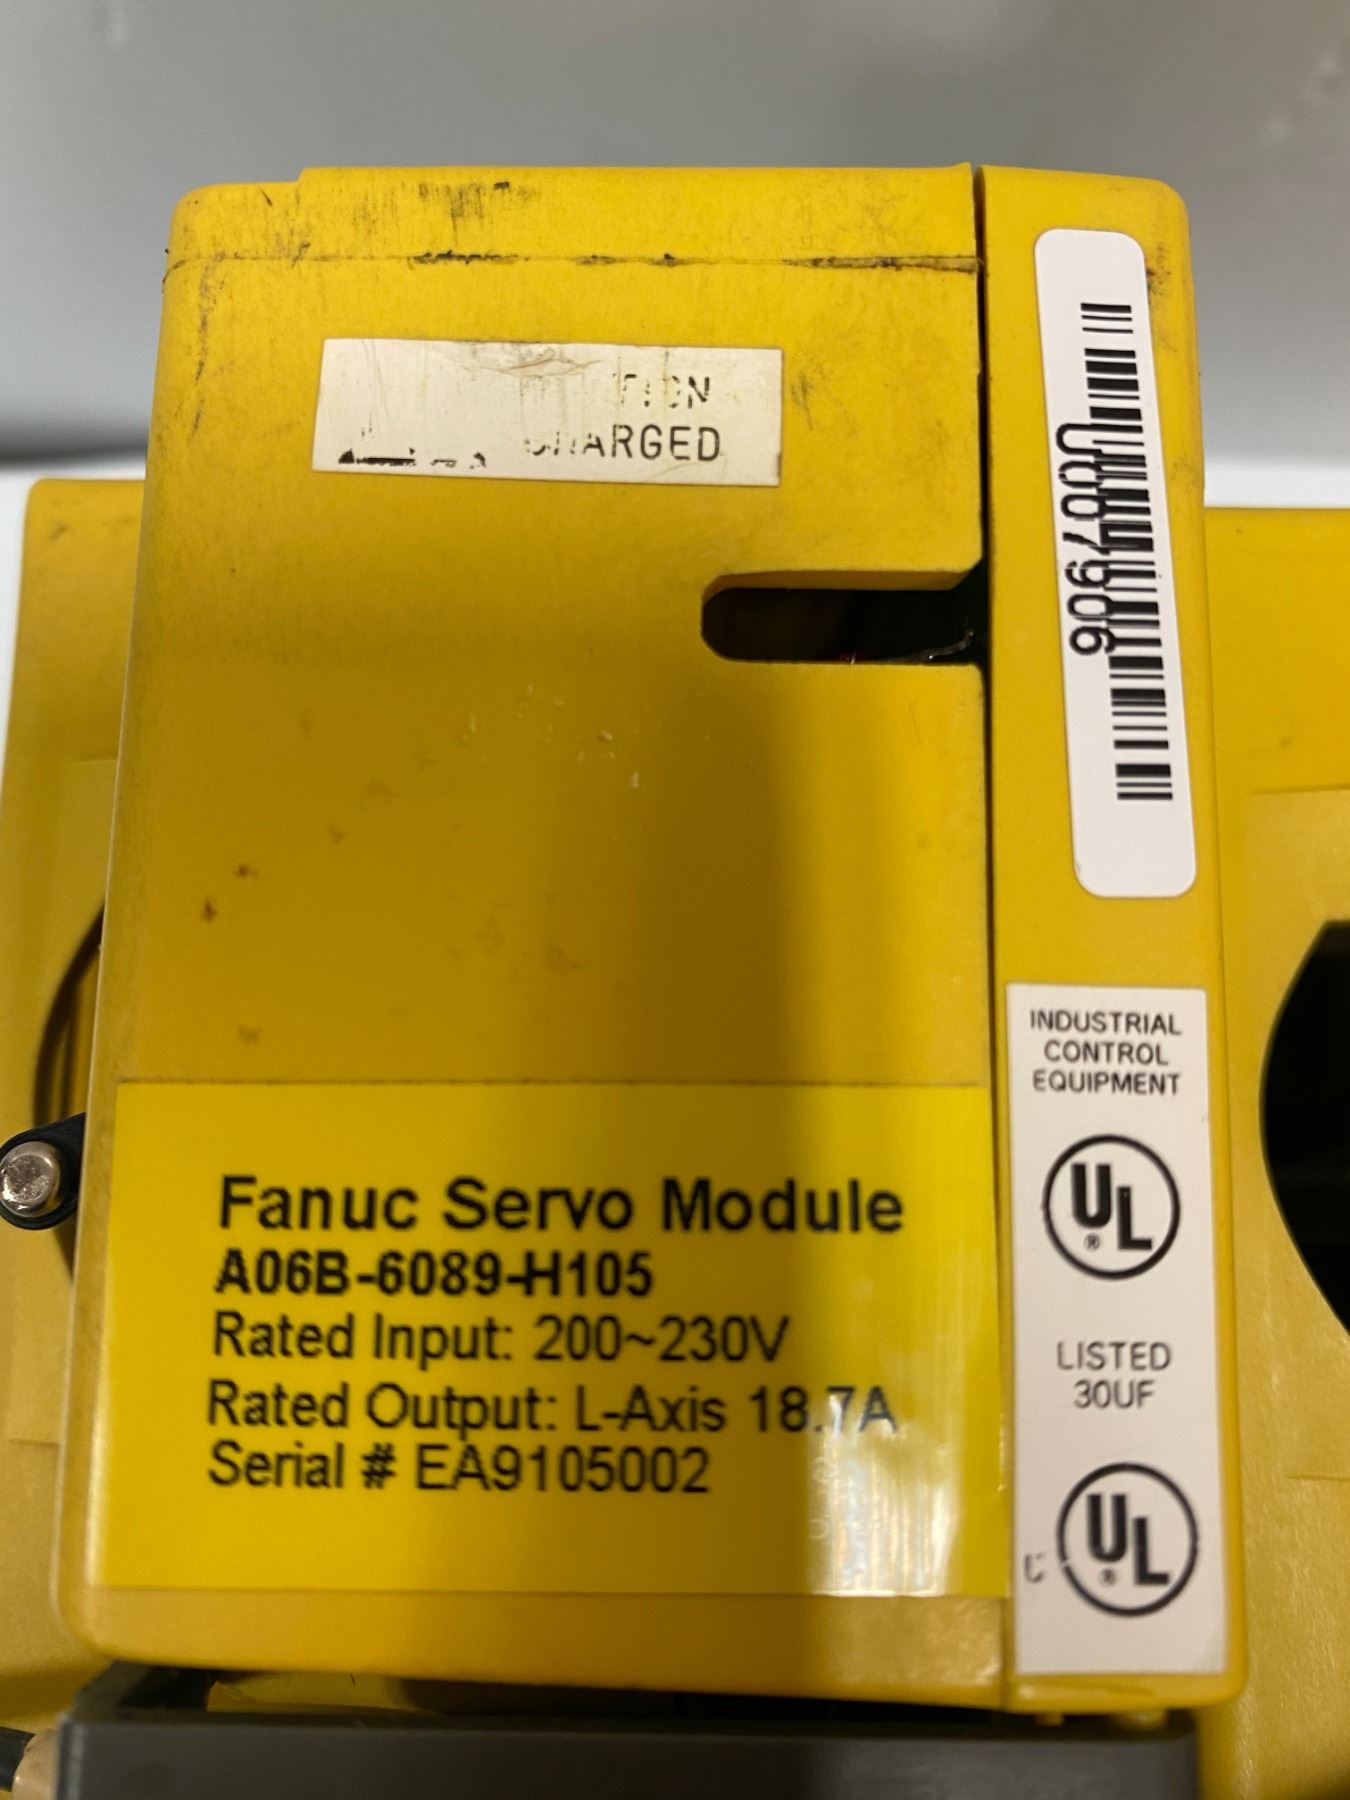 CHARGED
U007906
INDUSTRIAL
CONTROL
EQUIPMENT
UL
®
LISTED
30UF
C
UL
®
Fanuc Servo Module
A06B-6089-H105
Rated Input: 200~230V
Rated Output: L-Axis 18.7A
Serial # EA9105002